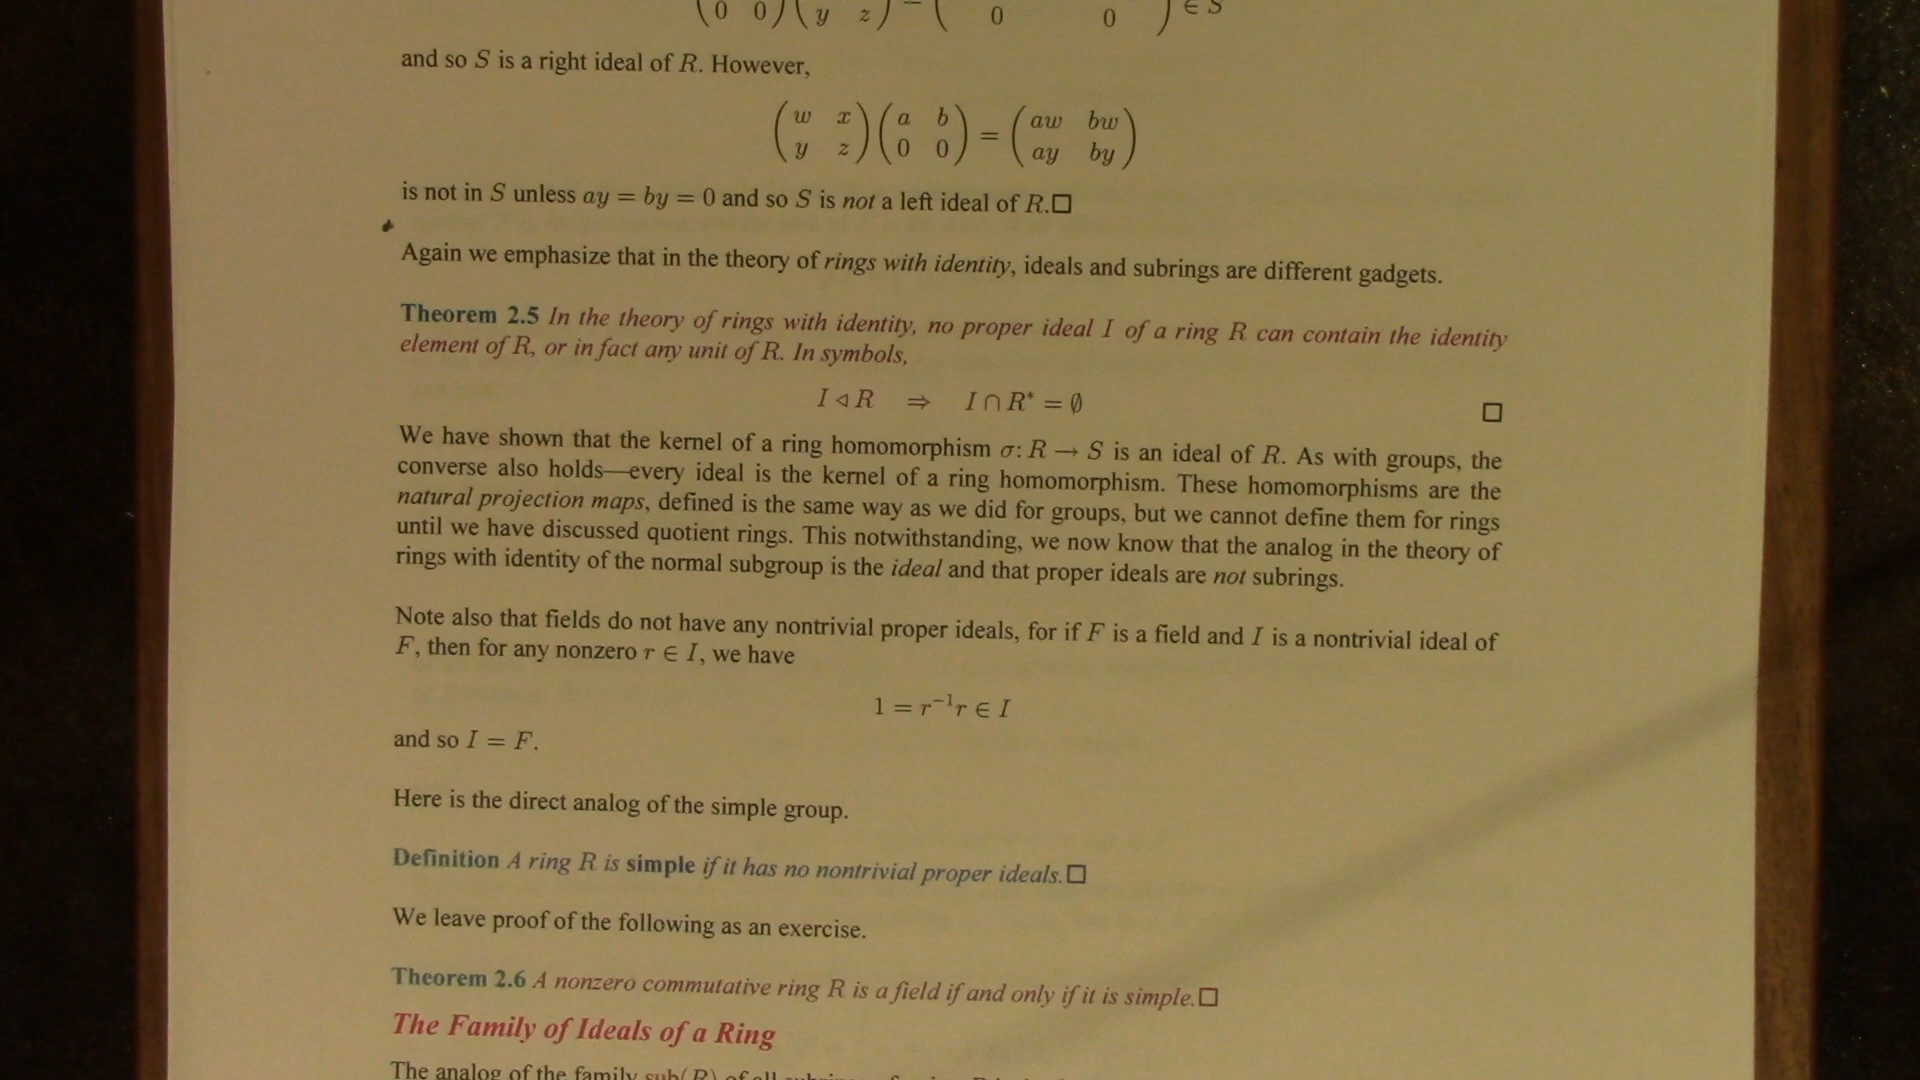 (0 0)(y z) = ( 0 0 ) ∈ S
and so S is a right ideal of R. However,
(w x; y z)(a b; 0 0) = (aw bw; ay by)
is not in S unless ay = by = 0 and so S is not a left ideal of R.□
Again we emphasize that in the theory of rings with identity, ideals and subrings are different gadgets.
Theorem 2.5 In the theory of rings with identity, no proper ideal I of a ring R can contain the identity
element of R, or in fact any unit of R. In symbols,
I ◃ R ⇒ I ∩ R* = ∅ □
We have shown that the kernel of a ring homomorphism σ: R → S is an ideal of R. As with groups, the
converse also holds—every ideal is the kernel of a ring homomorphism. These homomorphisms are the
natural projection maps, defined is the same way as we did for groups, but we cannot define them for rings
until we have discussed quotient rings. This notwithstanding, we now know that the analog in the theory of
rings with identity of the normal subgroup is the ideal and that proper ideals are not subrings.
Note also that fields do not have any nontrivial proper ideals, for if F is a field and I is a nontrivial ideal of
F, then for any nonzero r ∈ I, we have
1 = r⁻¹r ∈ I
and so I = F.
Here is the direct analog of the simple group.
Definition A ring R is simple if it has no nontrivial proper ideals.□
We leave proof of the following as an exercise.
Theorem 2.6 A nonzero commutative ring R is a field if and only if it is simple.□
The Family of Ideals of a Ring
The analog of the family sub(R) of all